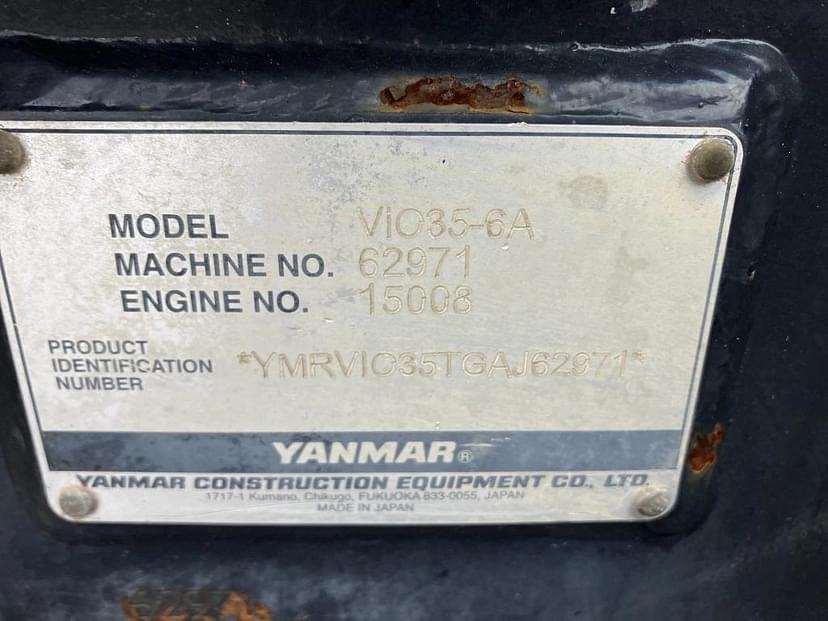 MODEL ViO35-6A
MACHINE NO. 62971
ENGINE NO. 15008
PRODUCT
IDENTIFICATION
NUMBER
*YMRVIO35TGAJ62971*
YANMAR®
YANMAR CONSTRUCTION EQUIPMENT CO., LTD.
1717-1 Kumano, Chikugo, FUKUOKA 833-0055, JAPAN
MADE IN JAPAN